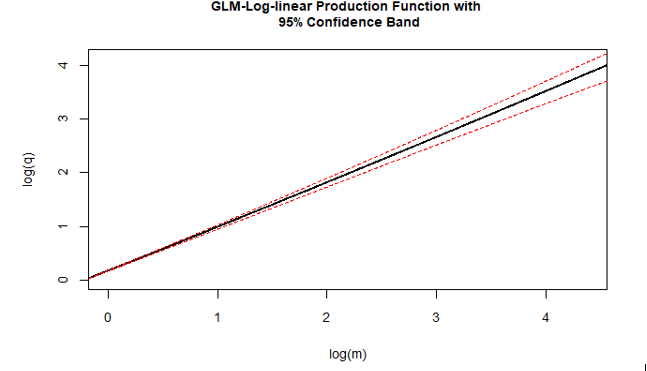 GLM-Log-linear Production Function with
95% Confidence Band
log(q)
4
3
2
1
0
0 1 2 3 4
log(m)